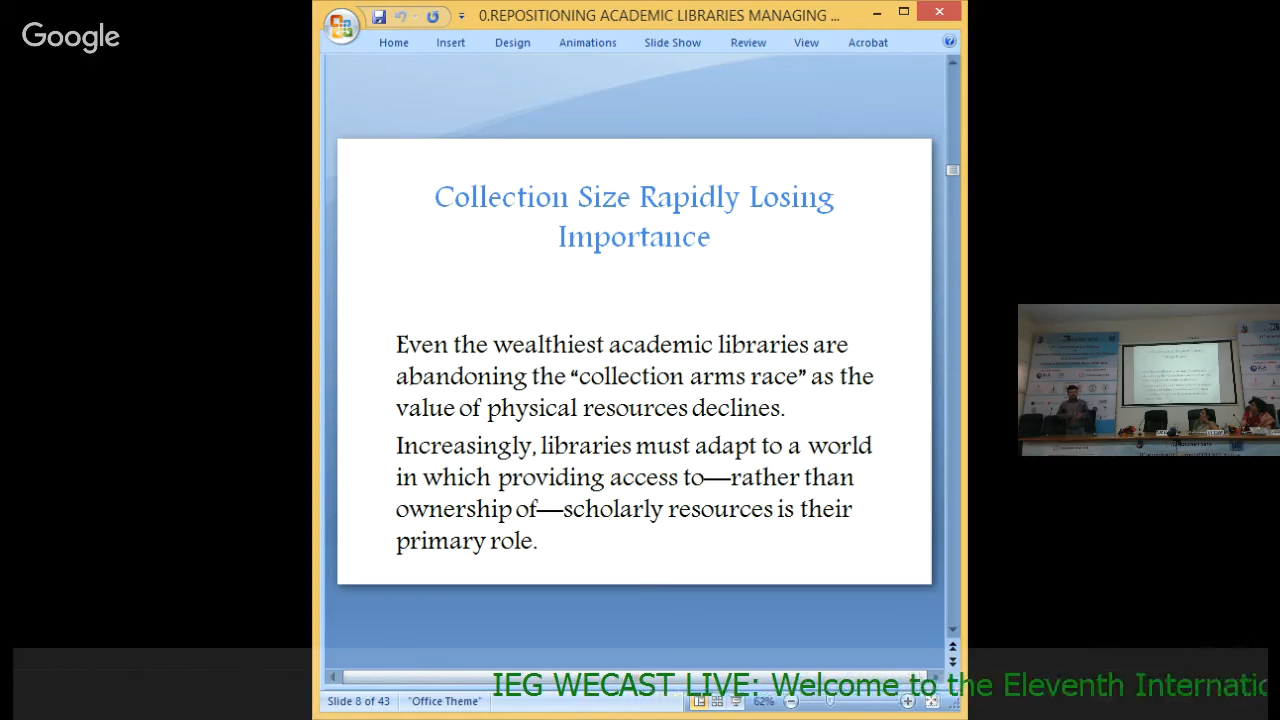 Google
0.REPOSITIONING ACADEMIC LIBRARIES MANAGING ...
Home Insert Design Animations Slide Show Review View Acrobat
Collection Size Rapidly Losing
Importance
Even the wealthiest academic libraries are
abandoning the “collection arms race” as the
value of physical resources declines.
Increasingly, libraries must adapt to a world
in which providing access to—rather than
ownership of—scholarly resources is their
primary role.
IEG WECAST LIVE: Welcome to the Eleventh Internatio
Slide 8 of 43 "Office Theme" 62%